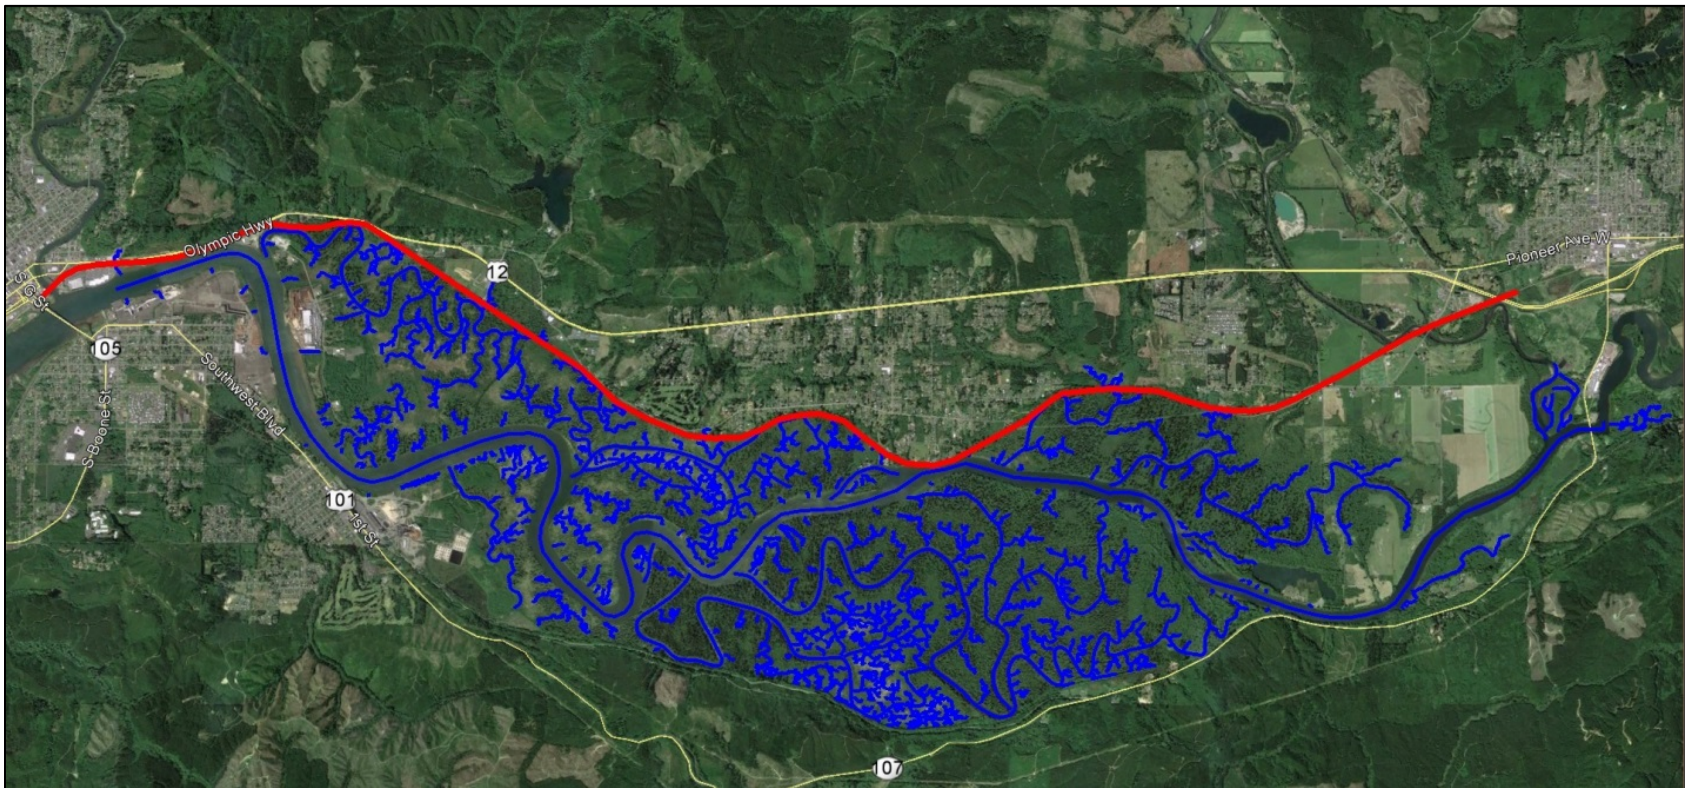 Olympic Hwy
12
Pioneer Ave W
S G St
105
Southwest Blvd
S Boone St
101
1st St
107